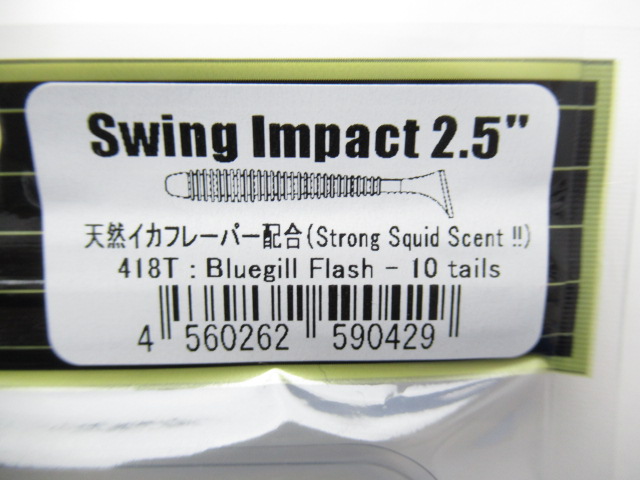 Swing Impact 2.5"
天然イカフレーバー配合(Strong Squid Scent !!)
418T : Bluegill Flash - 10 tails
4 560262 590429